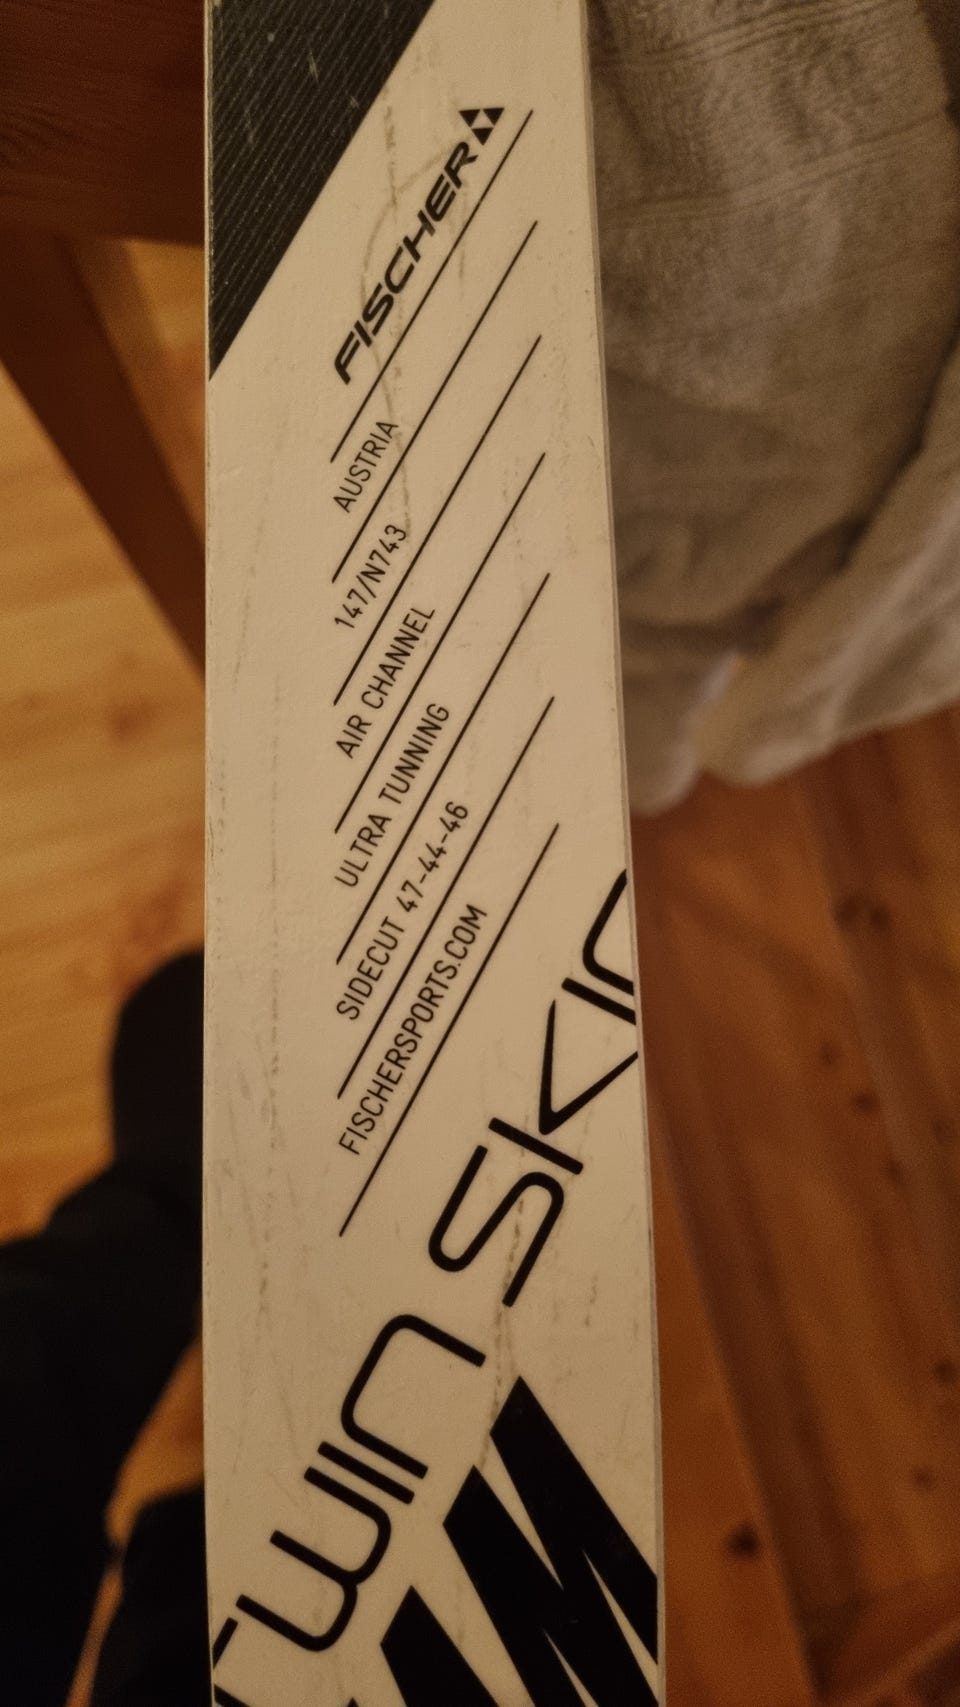 FISCHER
AUSTRIA
147/N743
AIR CHANNEL
ULTRA TUNNING
SIDECUT 47-44-46
FISCHERSPORTS.COM
TWIN SKIN